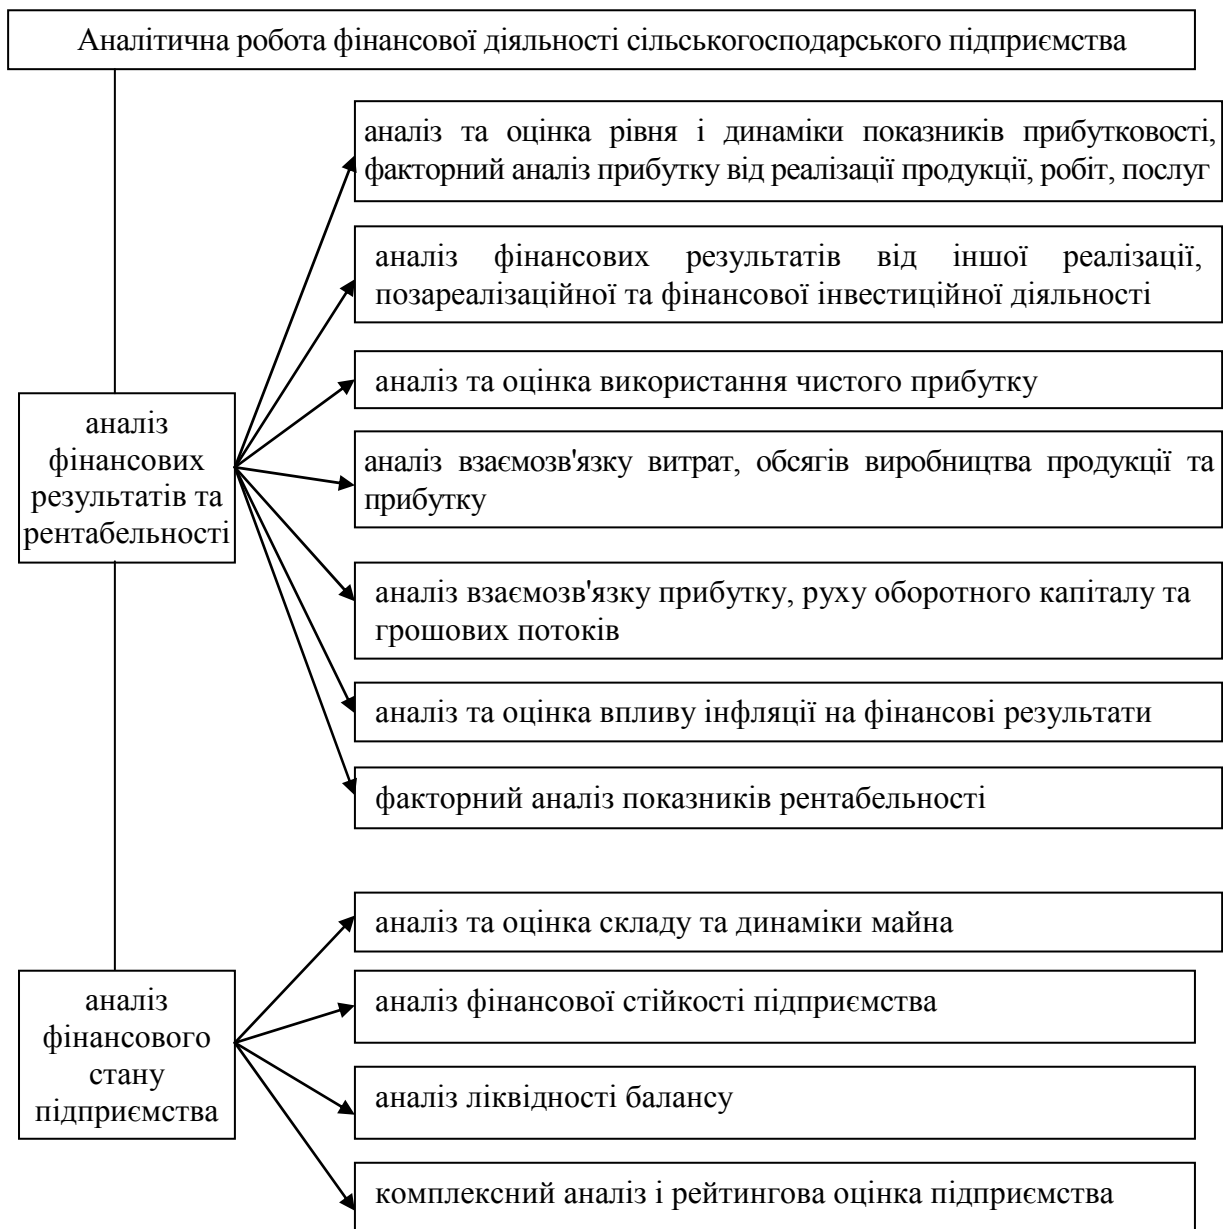 Аналітична робота фінансової діяльності сільськогосподарського підприємства
аналіз та оцінка рівня і динаміки показників прибутковості,
факторний аналіз прибутку від реалізації продукції, робіт, послуг
аналіз фінансових результатів від іншої реалізації,
позареалізаційної та фінансової інвестиційної діяльності
аналіз та оцінка використання чистого прибутку
аналіз
фінансових
результатів та
рентабельності
аналіз взаємозв'язку витрат, обсягів виробництва продукції та
прибутку
аналіз взаємозв'язку прибутку, руху оборотного капіталу та
грошових потоків
аналіз та оцінка впливу інфляції на фінансові результати
факторний аналіз показників рентабельності
аналіз та оцінка складу та динаміки майна
аналіз
фінансового
стану
підприємства
аналіз фінансової стійкості підприємства
аналіз ліквідності балансу
комплексний аналіз і рейтингова оцінка підприємства